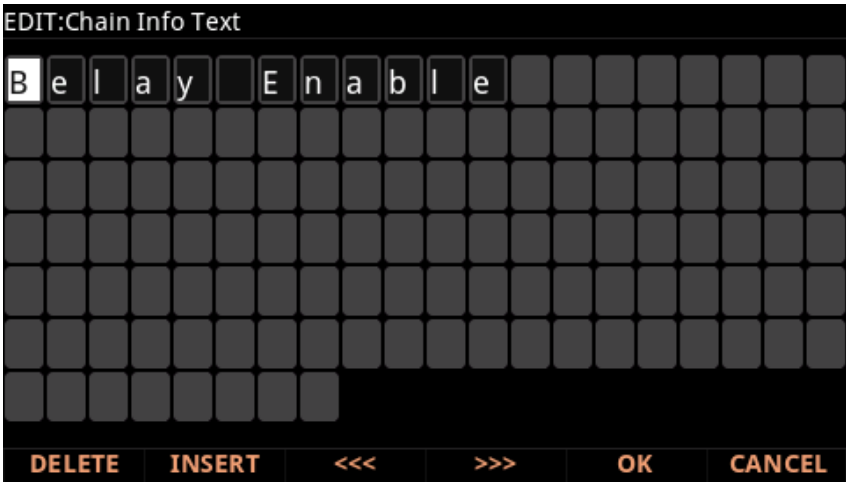 EDIT:Chain Info Text
Belay Enable
DELETE INSERT <<< >>> OK CANCEL